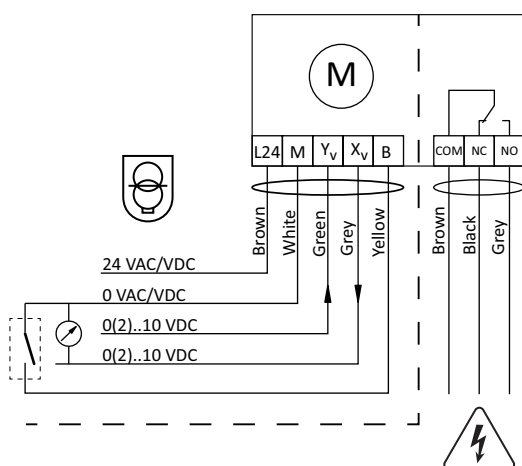 M
L24 M Yv Xv B COM NC NO
Brown White Green Grey Yellow Brown Black Grey
24 VAC/VDC
0 VAC/VDC
0(2)..10 VDC
0(2)..10 VDC